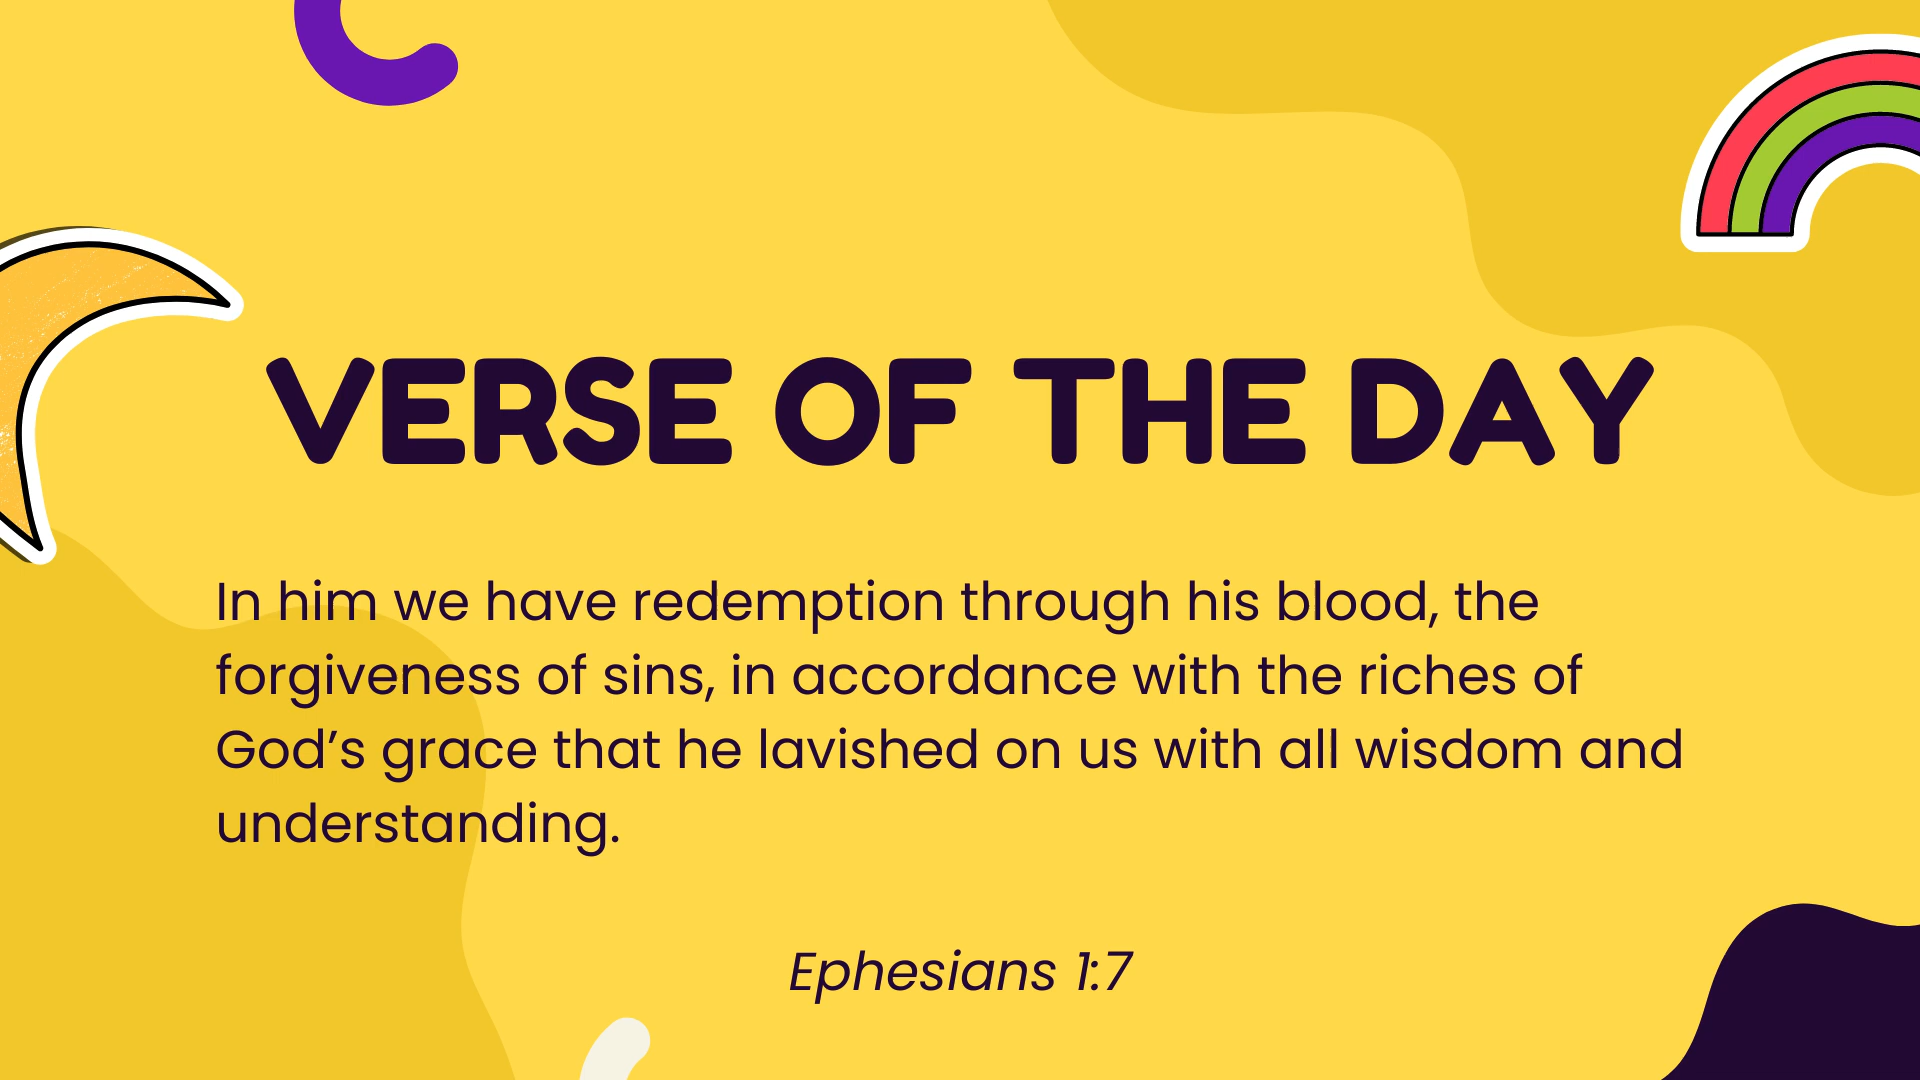 VERSE OF THE DAY
In him we have redemption through his blood, the
forgiveness of sins, in accordance with the riches of
God’s grace that he lavished on us with all wisdom and
understanding.
Ephesians 1:7